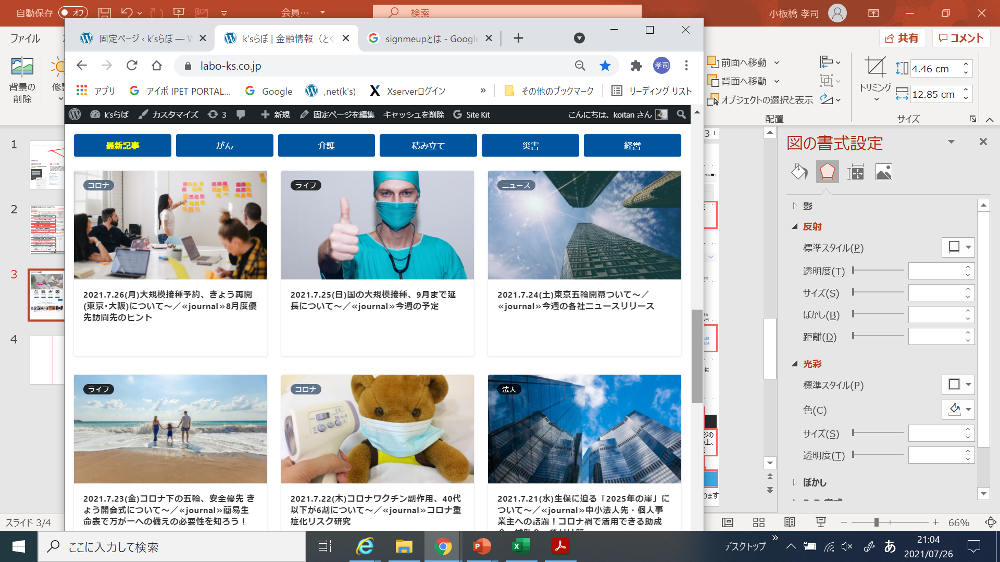 自動保存
オフ
会員…
検索
小板橋 孝司
ファイル
共有
コメント
背景の
削除
修整
前面へ移動
背面へ移動
オブジェクトの選択と表示
配置
トリミング
4.46 cm
12.85 cm
サイズ
固定ページ ‹ k'sらぼ — W
k'sらぼ | 金融情報（とく
signmeupとは - Google
labo-ks.co.jp
孝司
アプリ
アイポ IPET PORTAL...
Google
,net(k's)
Xserverログイン
»
その他のブックマーク
リーディング リスト
k'sらぼ
カスタマイズ
3
新規
固定ページを編集
キャッシュを削除
Site Kit
こんにちは、koitan さん
最新記事
がん
介護
積み立て
災害
経営
コロナ
2021.7.26(月)大規模接種予約、きょう再開
(東京･大阪)について～／«journal»8月度優
先訪問先のヒント
ライフ
2021.7.25(日)国の大規模接種、9月まで延
長について～／«journal»今週の予定
ニュース
2021.7.24(土)東京五輪開幕ついて～／
«journal»今週の各社ニュースリリース
ライフ
2021.7.23(金)コロナ下の五輪、安全優先 き
ょう開会式について～／«journal»簡易生
命表で万が一への備えの必要性を知ろう！
コロナ
2021.7.22(木)コロナワクチン副作用、40代
以下が6割について～／«journal»コロナ重
症化リスク研究
法人
2021.7.21(水)生保に迫る「2025年の崖」に
ついて～／«journal»中小法人先・個人事
業主への話題！コロナ禍で活用できる助成
1
2
3
4
図の書式設定
影
反射
標準スタイル(P)
透明度(T)
サイズ(S)
ぼかし(B)
距離(D)
光彩
標準スタイル(P)
色(C)
サイズ(S)
透明度(T)
ぼかし
スライド 3/4
66%
ここに入力して検索
デスクトップ
»
あ
21:04
2021/07/26